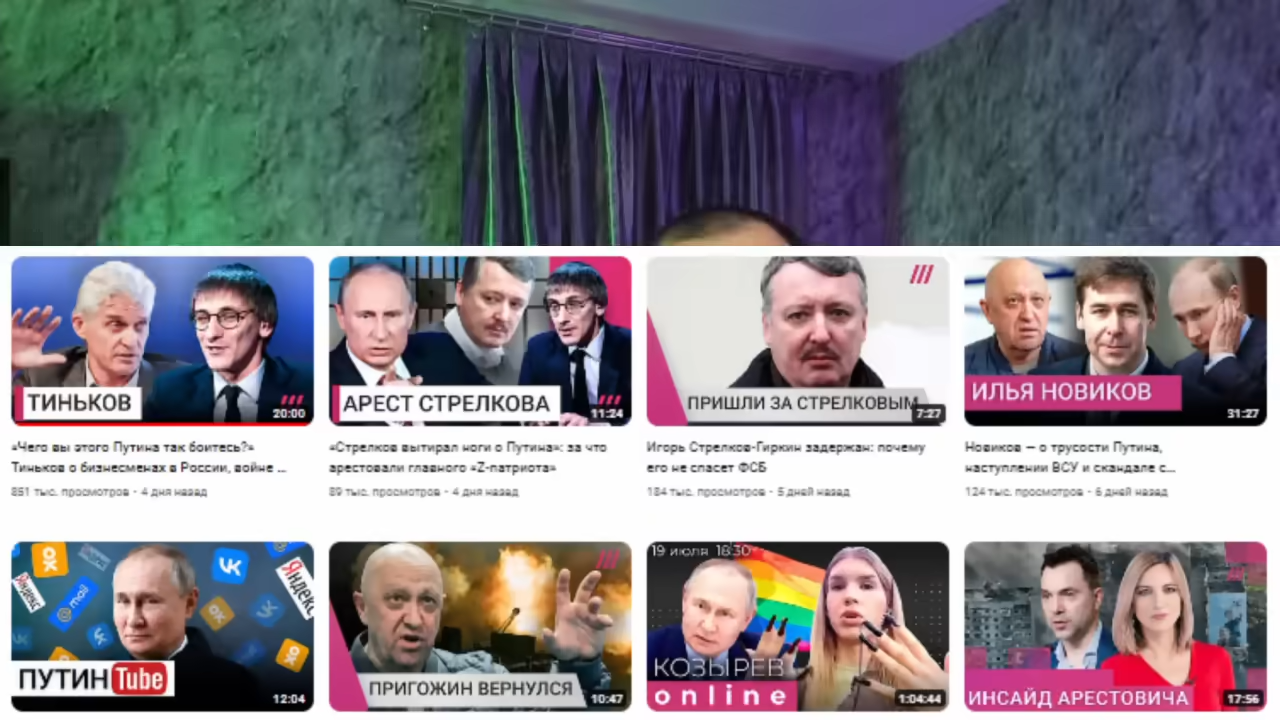 ТИНЬКОВ
20:00
АРЕСТ СТРЕЛКОВА
11:24
ПРИШЛИ ЗА СТРЕЛКОВЫМ
7:27
ИЛЬЯ НОВИКОВ
31:27
«Чего вы этого Путина так боитесь?»
Тиньков о бизнесменах в России, войне ...
851 тыс. просмотров • 4 дня назад
«Стрелков вытирал ноги о Путина»: за что
арестовали главного «Z-патриота»
89 тыс. просмотров • 4 дня назад
Игорь Стрелков-Гиркин задержан: почему
его не спасет ФСБ
184 тыс. просмотров • 5 дней назад
Новиков — о трусости Путина,
наступлении ВСУ и скандале с...
124 тыс. просмотров • 6 дней назад
Яндекс
@mail
Яндекс
ПУТИН Tube
12:04
ПРИГОЖИН ВЕРНУЛСЯ
10:47
19 июля 18:30
КОЗЫРЕВ
online
1:04:44
ИНСАЙД АРЕСТОВИЧА
17:56